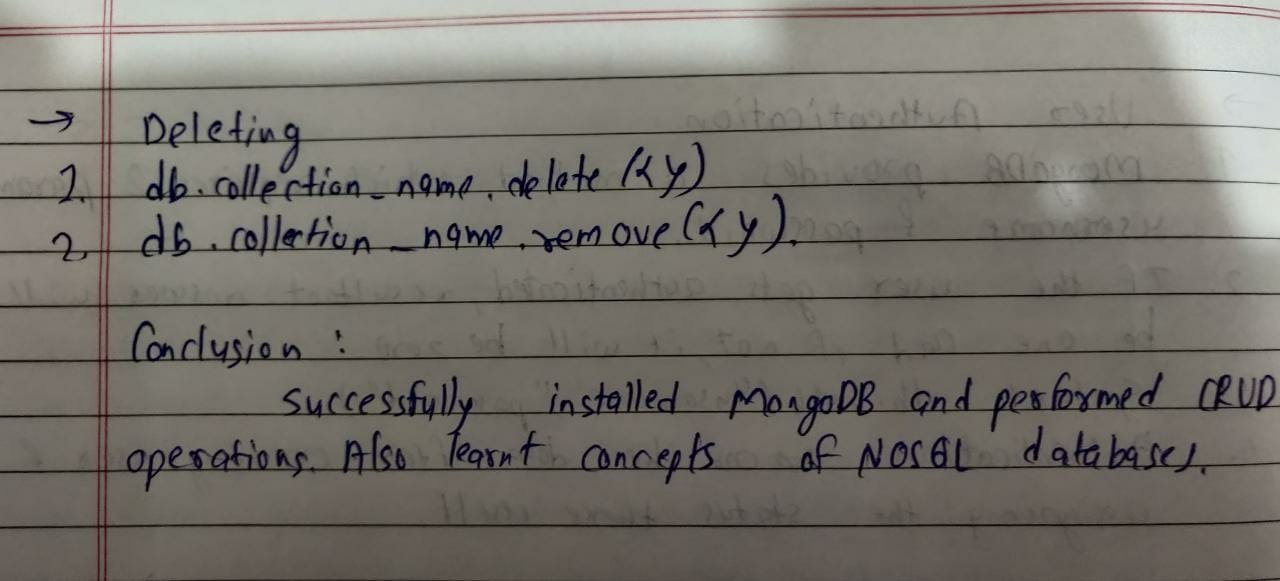 → Deleting
1. db.collection_name.delete({})
2. db.collection_name.remove({}).
Conclusion :
Successfully installed MongoDB and performed CRUD
operations. Also learnt concepts of NOSQL databases.